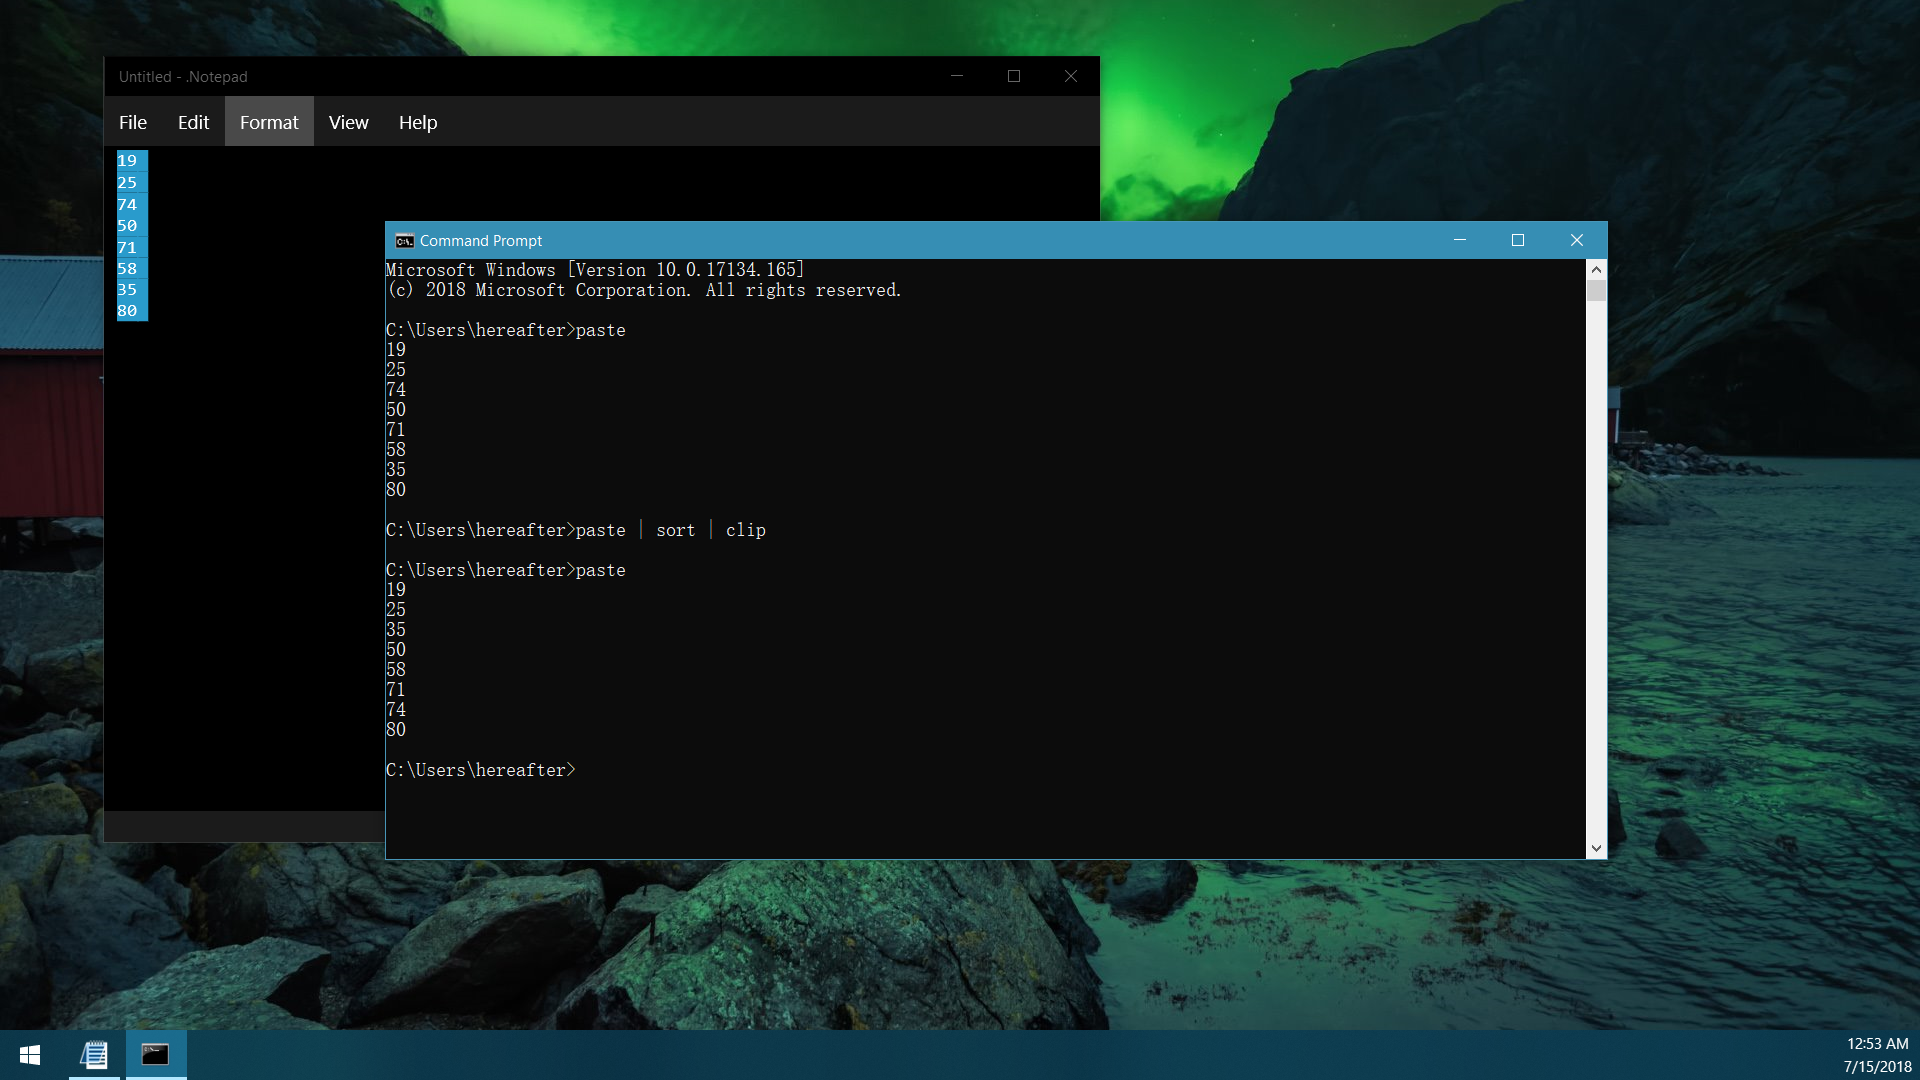 Untitled - .Notepad
File Edit Format View Help
19
25
74
50
71
58
35
80
Command Prompt
Microsoft Windows [Version 10.0.17134.165]
(c) 2018 Microsoft Corporation. All rights reserved.
C:\Users\hereafter>paste
19
25
74
50
71
58
35
80
C:\Users\hereafter>paste | sort | clip
C:\Users\hereafter>paste
19
25
35
50
58
71
74
80
C:\Users\hereafter>
12:53 AM
7/15/2018